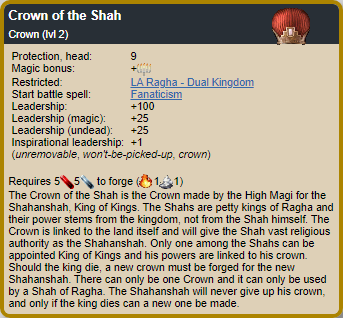 Crown of the Shah
Crown (lvl 2)
Protection, head: 9
Magic bonus: +
Restricted: LA Ragha - Dual Kingdom
Start battle spell: Fanaticism
Leadership: +100
Leadership (magic): +25
Leadership (undead): +25
Inspirational leadership: +1
(unremovable, won't-be-picked-up, crown)
Requires 5 5 to forge ( 1 1)
The Crown of the Shah is the Crown made by the High Magi for the
Shahanshah, King of Kings. The Shahs are petty kings of Ragha and
their power stems from the kingdom, not from the Shah himself. The
Crown is linked to the land itself and will give the Shah vast religious
authority as the Shahanshah. Only one among the Shahs can be
appointed King of Kings and his powers are linked to his crown.
Should the king die, a new crown must be forged for the new
Shahanshah. There can only be one Crown and it can only be used
by a Shah of Ragha. The Shahanshah will never give up his crown,
and only if the king dies can a new one be made.